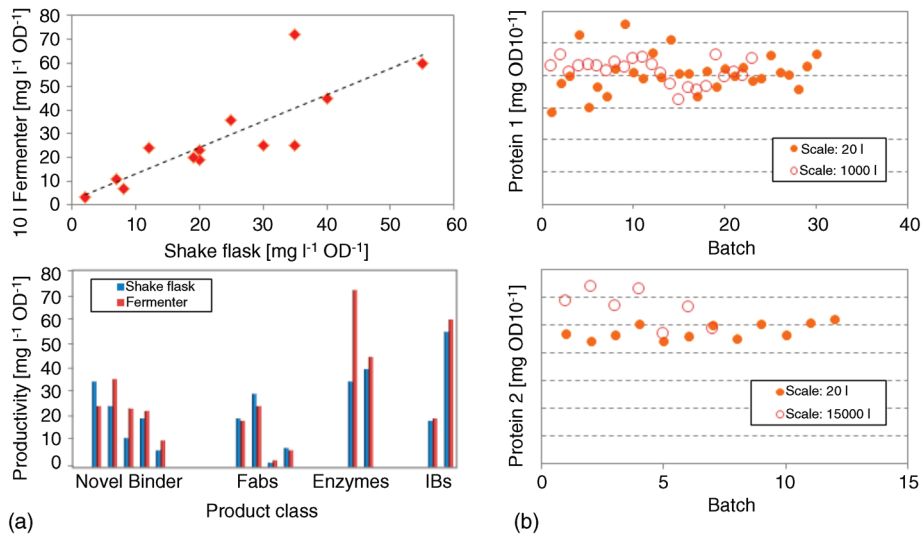 10 l Fermenter [mg l-1 OD-1]
80
70
60
50
40
30
20
10
0
0 10 20 30 40 50 60
Shake flask [mg l-1 OD-1]
Productivity [mg l-1 OD-1]
80
70
60
50
40
30
20
10
0
Shake flask
Fermenter
Novel Binder Fabs Enzymes IBs
Product class
(a)
Protein 1 [mg OD10-1]
Scale: 20 l
Scale: 1000 l
0 10 20 30 40
Batch
Protein 2 [mg OD10-1]
Scale: 20 l
Scale: 15000 l
0 5 10 15
Batch
(b)